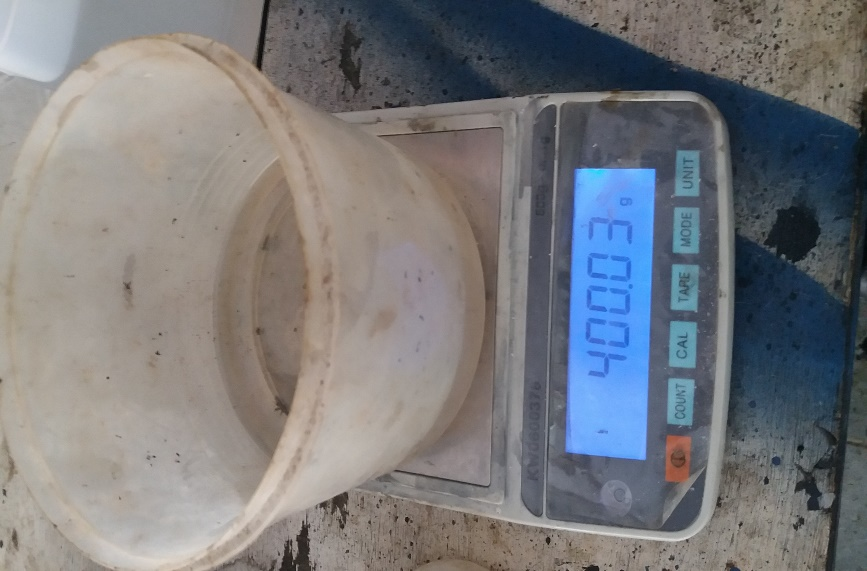 400.03 g
COUNT CAL TARE MODE UNIT